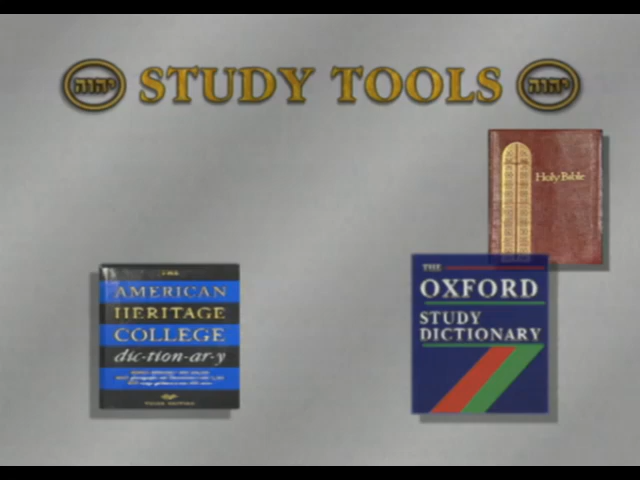 יהוה STUDY TOOLS יהוה
Holy Bible
THE
AMERICAN
HERITAGE
COLLEGE
dic·tion·ar·y
THE
OXFORD
STUDY
DICTIONARY